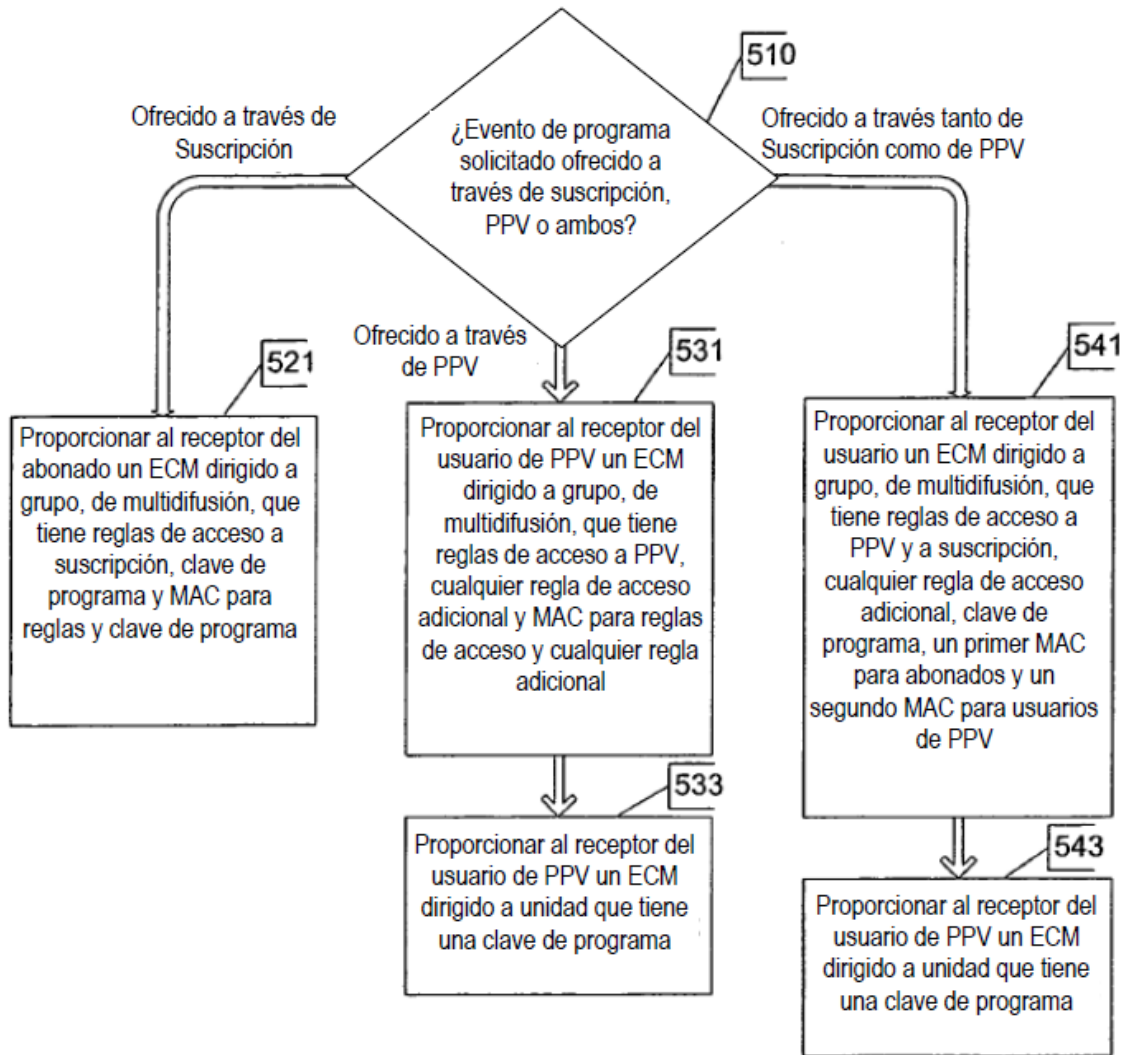 510
Ofrecido a través de
Suscripción
¿Evento de programa
solicitado ofrecido a
través de suscripción,
PPV o ambos?
Ofrecido a través tanto de
Suscripción como de PPV
Ofrecido a través
de PPV
521
Proporcionar al receptor del
abonado un ECM dirigido a
grupo, de multidifusión, que
tiene reglas de acceso a
suscripción, clave de
programa y MAC para
reglas y clave de programa
531
Proporcionar al receptor del
usuario de PPV un ECM
dirigido a grupo, de
multidifusión, que tiene
reglas de acceso a PPV,
cualquier regla de acceso
adicional y MAC para reglas
de acceso y cualquier regla
adicional
541
Proporcionar al receptor del
usuario un ECM dirigido a
grupo, de multidifusión, que
tiene reglas de acceso a
PPV y a suscripción,
cualquier regla de acceso
adicional, clave de
programa, un primer MAC
para abonados y un
segundo MAC para usuarios
de PPV
533
Proporcionar al receptor del
usuario de PPV un ECM
dirigido a unidad que tiene
una clave de programa
543
Proporcionar al receptor del
usuario de PPV un ECM
dirigido a unidad que tiene
una clave de programa